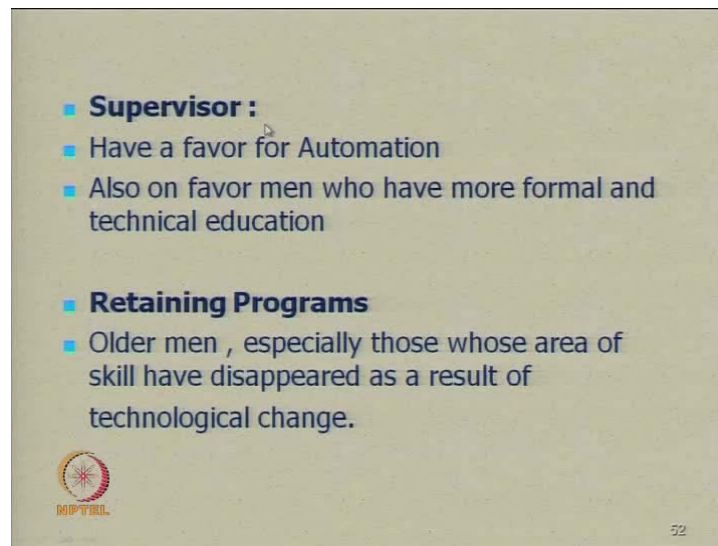 Supervisor :
Have a favor for Automation
Also on favor men who have more formal and
technical education
Retaining Programs
Older men , especially those whose area of
skill have disappeared as a result of
technological change.
NPTEL
52